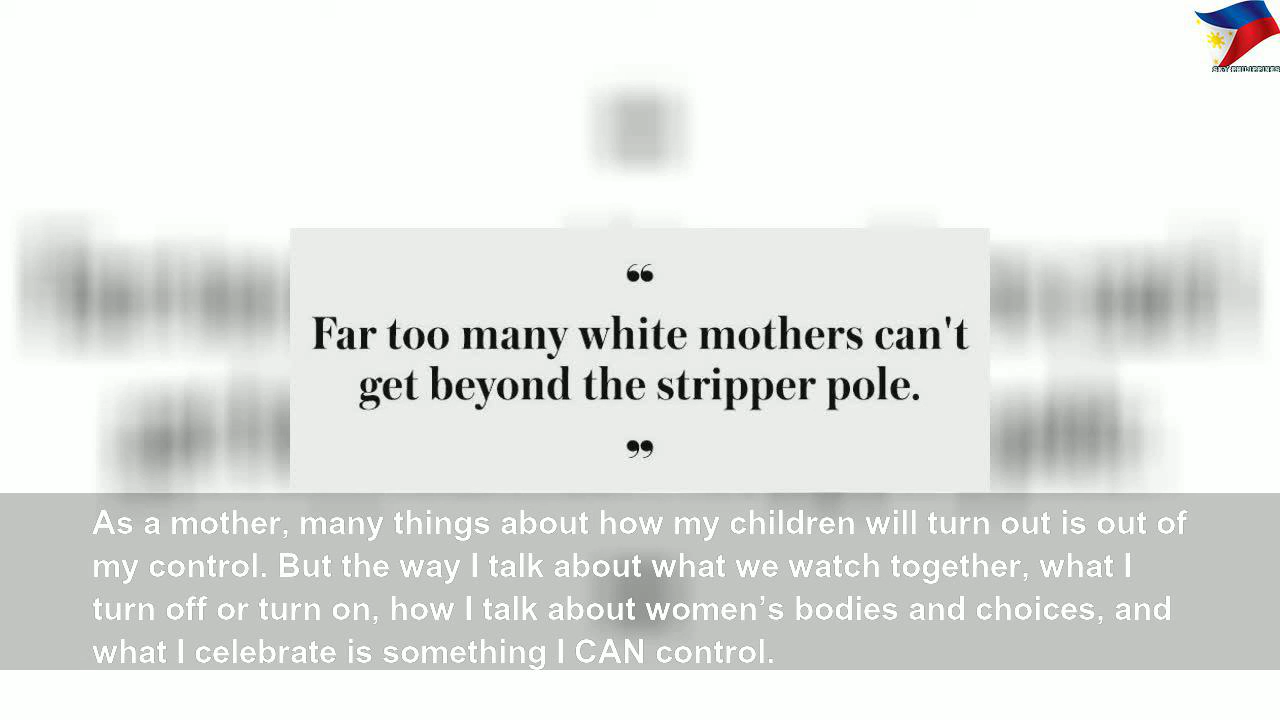 SKY PHILIPPINES
❝
Far too many white mothers can't
get beyond the stripper pole.
❞
As a mother, many things about how my children will turn out is out of
my control. But the way I talk about what we watch together, what I
turn off or turn on, how I talk about women’s bodies and choices, and
what I celebrate is something I CAN control.